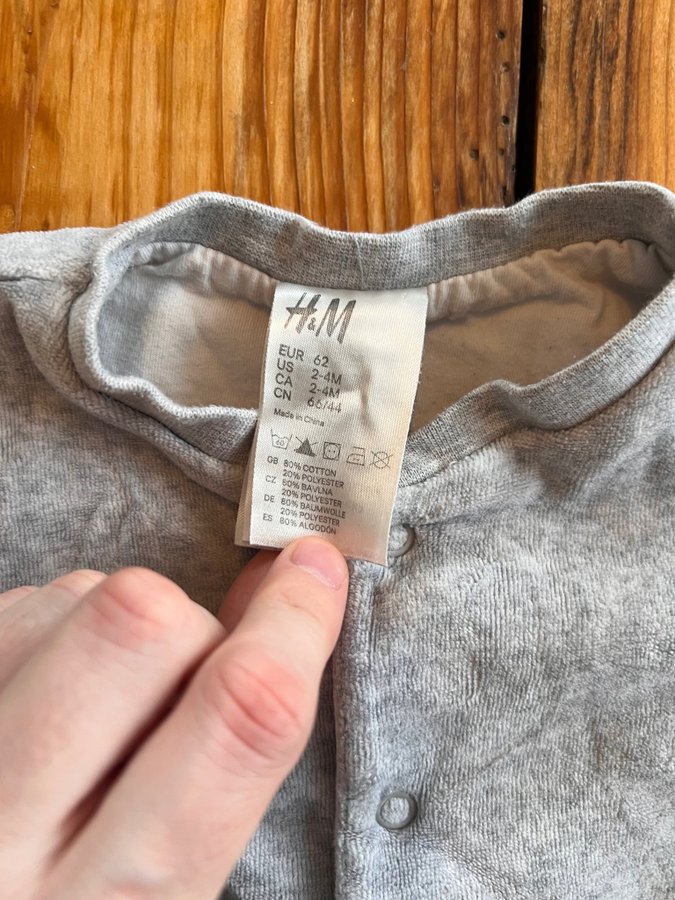 H&M
EUR 62
US 2-4M
CA 2-4M
CN 66/44
Made in China
60
GB 80% COTTON
20% POLYESTER
CZ 80% BAVLNA
20% POLYESTER
DE 80% BAUMWOLLE
20% POLYESTER
ES 80% ALGODÓN